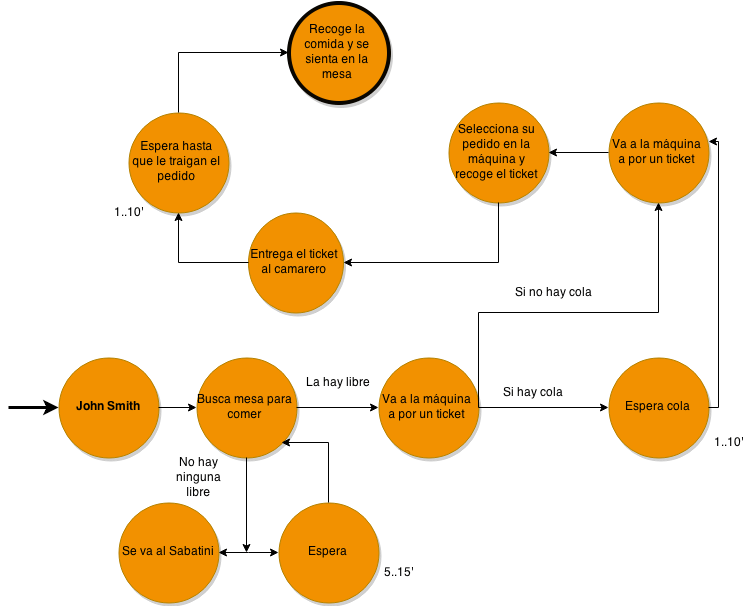 Recoge la
comida y se
sienta en la
mesa
Espera hasta
que le traigan el
pedido
1..10'
Selecciona su
pedido en la
máquina y
recoge el ticket
Va a la máquina
a por un ticket
Entrega el ticket
al camarero
Si no hay cola
John Smith
Busca mesa para
comer
La hay libre
Va a la máquina
a por un ticket
Si hay cola
Espera cola
1..10'
No hay
ninguna
libre
Se va al Sabatini
Espera
5..15'